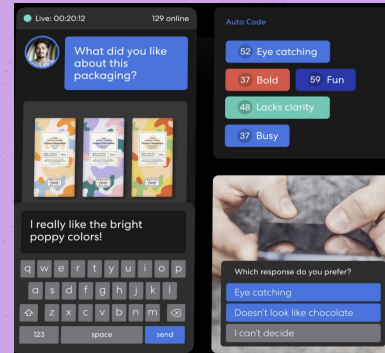 Live: 00:20:12
129 online
What did you like
about this
packaging?
I really like the bright
poppy colors!
q w e r t y u i o p
a s d f g h j k l
z x c v b n m
123 space send
Auto Code
52 Eye catching
37 Bold
59 Fun
48 Lacks clarity
37 Busy
Which response do you prefer?
Eye catching
Doesn't look like chocolate
I can't decide